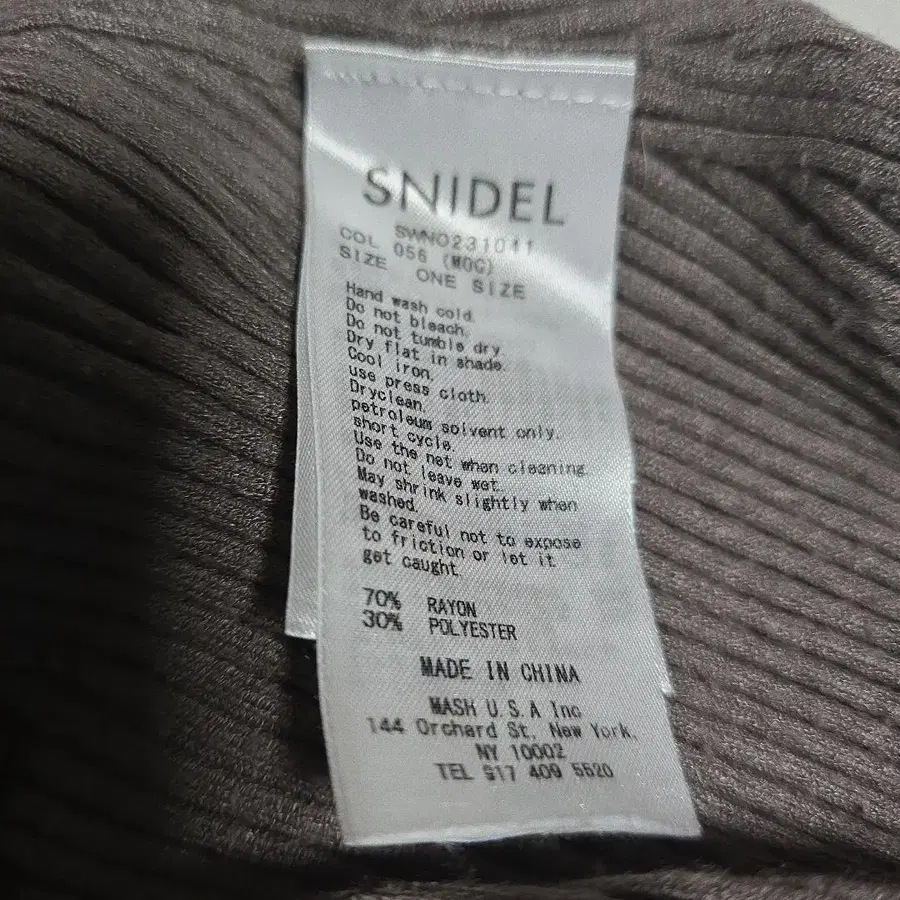 SNIDEL
SWNO231041
COL 056 (MOC)
SIZE ONE SIZE
Hand wash cold.
Do not bleach.
Do not tumble dry.
Dry flat in shade.
Cool iron,
use press cloth.
Dryclean,
petroleum solvent only,
short cycle.
Use the net when cleaning.
Do not leave wet.
May shrink slightly when
washed.
Be careful not to expose
to friction or let it
get caught.
70% RAYON
30% POLYESTER
MADE IN CHINA
MASH U.S.A Inc
144 Orchard St, New York,
NY 10002
TEL 917 409 5520